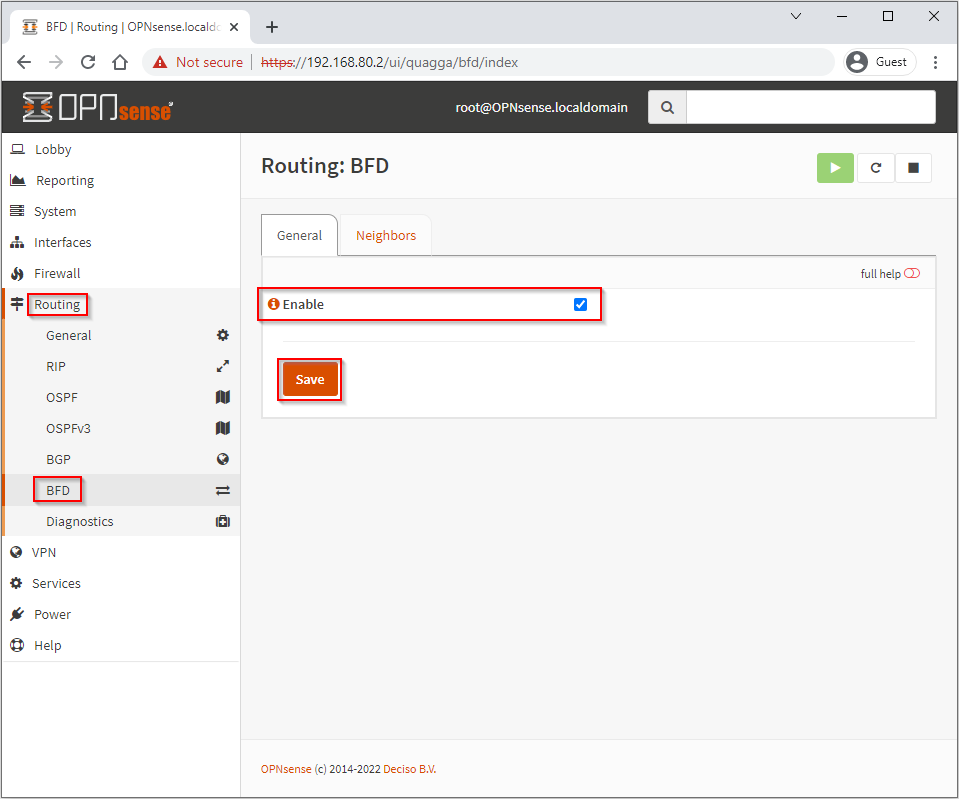 BFD | Routing | OPNsense.localdo
Not secure | https://192.168.80.2/ui/quagga/bfd/index
Guest
OPNsense
root@OPNsense.localdomain
Lobby
Reporting
System
Interfaces
Firewall
Routing
General
RIP
OSPF
OSPFv3
BGP
BFD
Diagnostics
VPN
Services
Power
Help
Routing: BFD
General
Neighbors
full help
Enable
Save
OPNsense (c) 2014-2022 Deciso B.V.